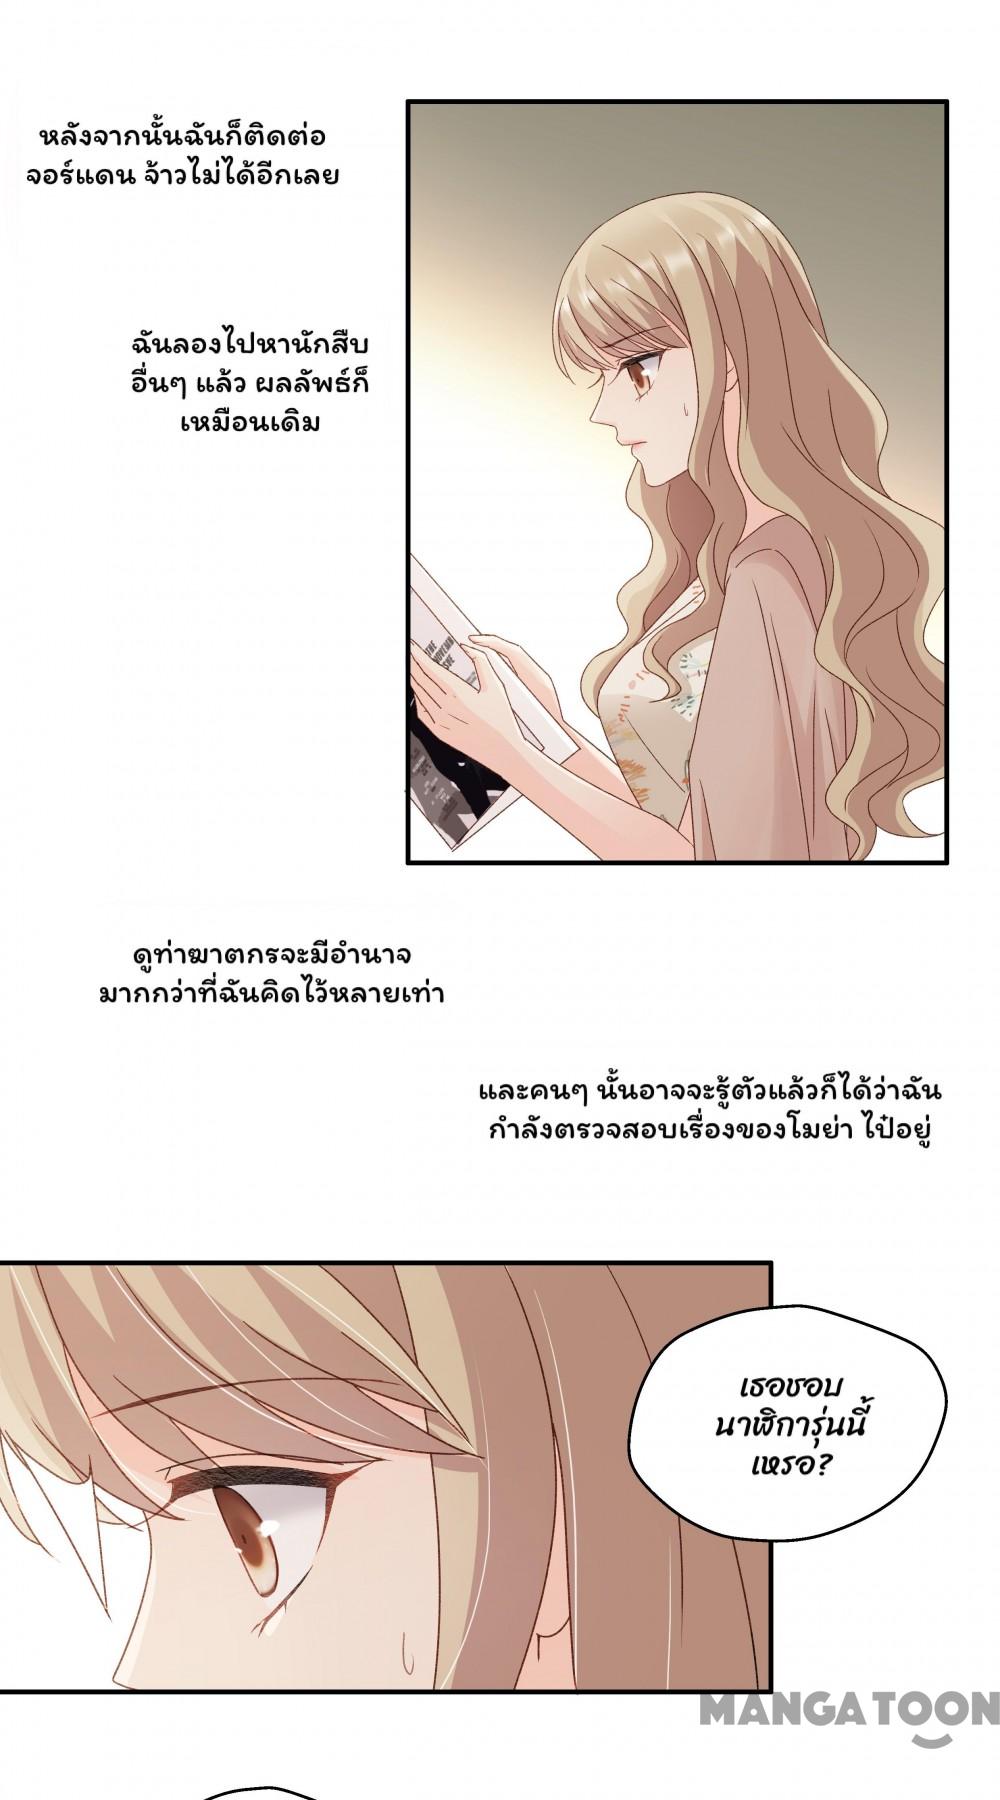 หลังจากนั้นฉันก็ติดต่อ
จอร์แดน จ้าวไม่ได้อีกเลย
ฉันลองไปหานักสืบ
อื่นๆ แล้ว ผลลัพธ์ก็
เหมือนเดิม
ดูท่าฆาตกรจะมีอำนาจ
มากกว่าที่ฉันคิดไว้หลายเท่า
และคนๆ นั้นอาจจะรู้ตัวแล้วก็ได้ว่าฉัน
กำลังตรวจสอบเรื่องของโมย่า ไป๋อยู่
เธอชอบ
นาฬิการุ่นนี้
เหรอ?
MANGATOON